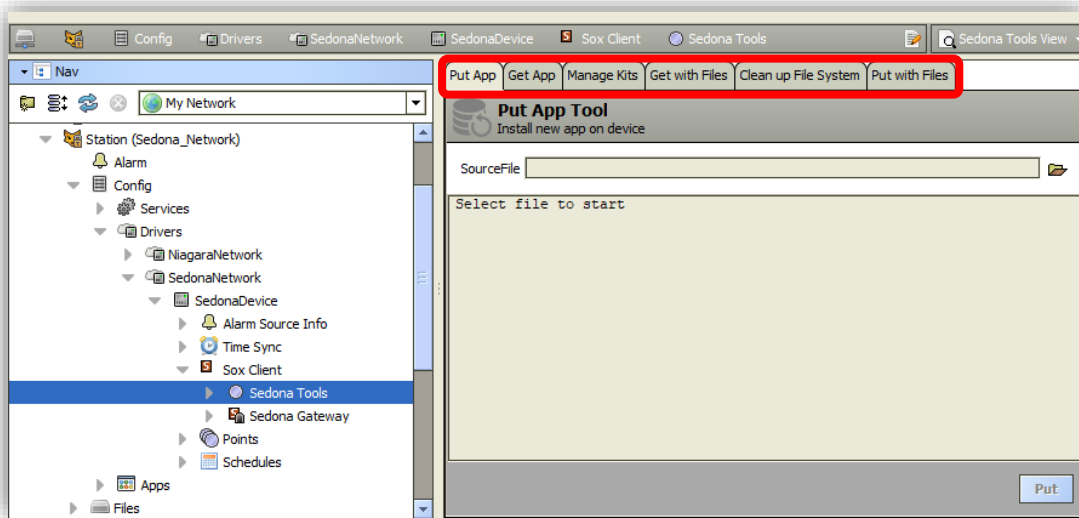 Config Drivers SedonaNetwork SedonaDevice Sox Client Sedona Tools Sedona Tools View
Nav
My Network
Station (Sedona_Network)
Alarm
Config
Services
Drivers
NiagaraNetwork
SedonaNetwork
SedonaDevice
Alarm Source Info
Time Sync
Sox Client
Sedona Tools
Sedona Gateway
Points
Schedules
Apps
Files
Put App Get App Manage Kits Get with Files Clean up File System Put with Files
Put App Tool
Install new app on device
SourceFile
Select file to start
Put